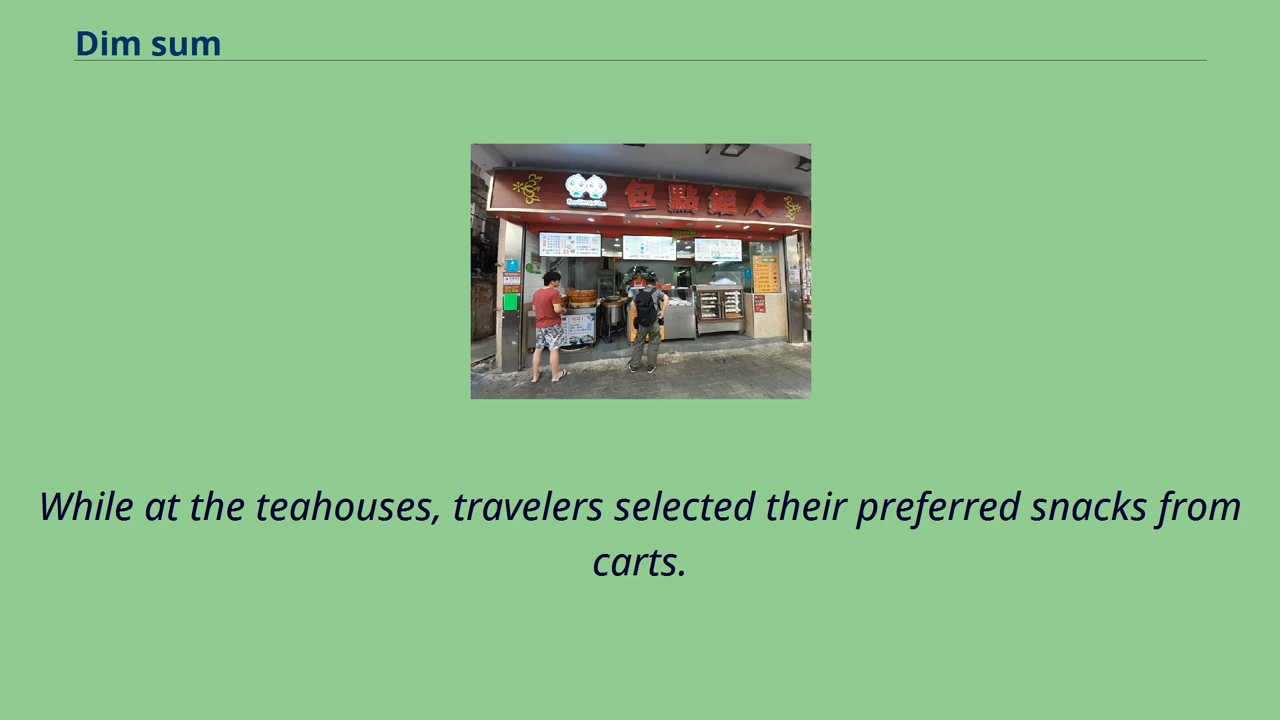 Dim sum
包點超人
While at the teahouses, travelers selected their preferred snacks from
carts.